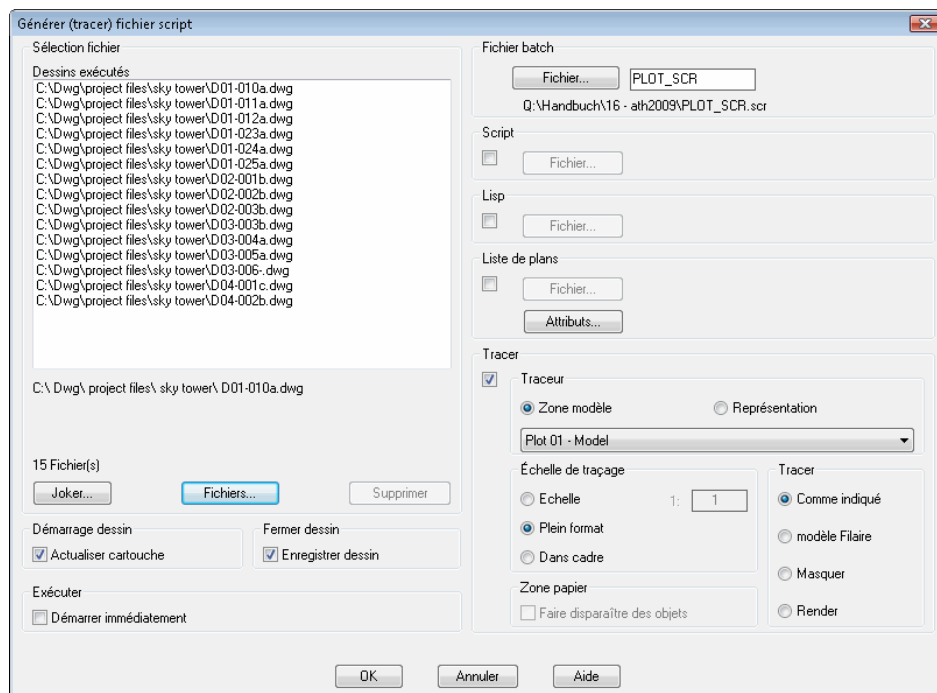 Générer (tracer) fichier script
Sélection fichier
Dessins exécutés
C:\Dwg\project files\sky tower\D01-010a.dwg
C:\Dwg\project files\sky tower\D01-011a.dwg
C:\Dwg\project files\sky tower\D01-012a.dwg
C:\Dwg\project files\sky tower\D01-023a.dwg
C:\Dwg\project files\sky tower\D01-024a.dwg
C:\Dwg\project files\sky tower\D01-025a.dwg
C:\Dwg\project files\sky tower\D02-001b.dwg
C:\Dwg\project files\sky tower\D02-002b.dwg
C:\Dwg\project files\sky tower\D02-003b.dwg
C:\Dwg\project files\sky tower\D03-003b.dwg
C:\Dwg\project files\sky tower\D03-004a.dwg
C:\Dwg\project files\sky tower\D03-005a.dwg
C:\Dwg\project files\sky tower\D03-006-.dwg
C:\Dwg\project files\sky tower\D04-001c.dwg
C:\Dwg\project files\sky tower\D04-002b.dwg
C:\ Dwg\ project files\ sky tower\ D01-010a.dwg
15 Fichier(s)
Joker... Fichiers... Supprimer
Démarrage dessin
Actualiser cartouche
Fermer dessin
Enregistrer dessin
Exécuter
Démarrer immédiatement
Fichier batch
Fichier... PLOT_SCR
Q:\Handbuch\16 - ath2009\PLOT_SCR.scr
Script
Fichier...
Lisp
Fichier...
Liste de plans
Fichier...
Attributs...
Tracer
Traceur
Zone modèle Représentation
Plot 01 - Model
Échelle de traçage
Echelle 1: 1
Plein format
Dans cadre
Zone papier
Faire disparaître des objets
Tracer
Comme indiqué
modèle Filaire
Masquer
Render
OK Annuler Aide